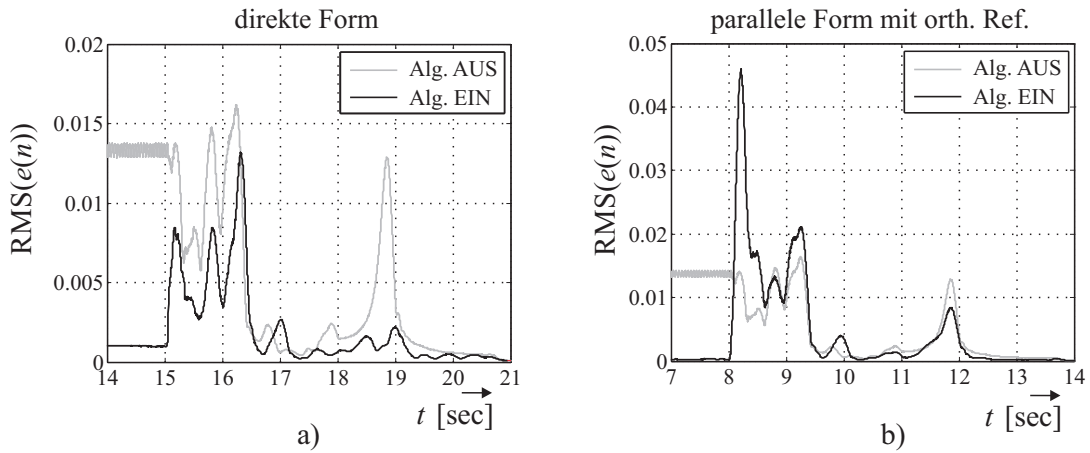 direkte Form
0.02
0.015
0.01
0.005
0
RMS(e(n))
Alg. AUS
Alg. EIN
14 15 16 17 18 19 20 21
t [sec]
a)
parallele Form mit orth. Ref.
0.05
0.04
0.03
0.02
0.01
0
RMS(e(n))
Alg. AUS
Alg. EIN
7 8 9 10 11 12 13 14
t [sec]
b)